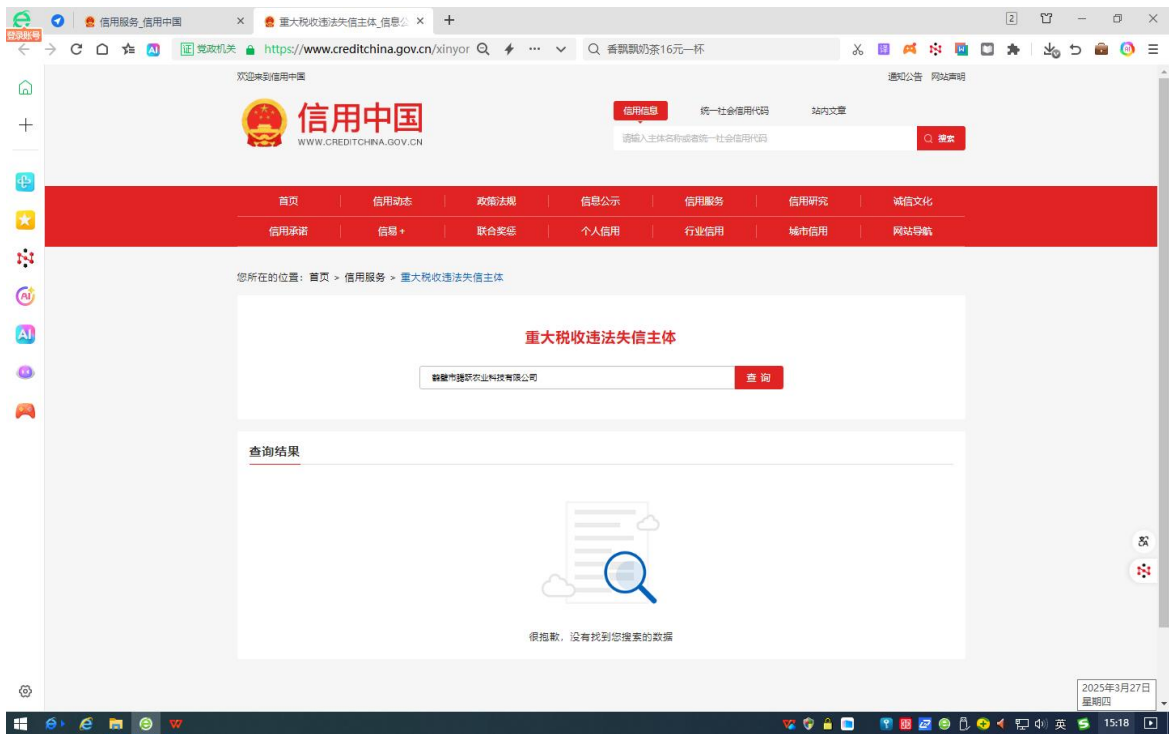 信用服务_信用中国
重大税收违法失信主体_信息公
登录账号
证 党政机关 https://www.creditchina.gov.cn/xinyor
香飘飘奶茶16元一杯
欢迎来到信用中国
通知公告 网站声明
信用中国
WWW.CREDITCHINA.GOV.CN
信用信息 统一社会信用代码 站内文章
请输入主体名称或者统一社会信用代码
搜索
首页 信用动态 政策法规 信息公示 信用服务 信用研究 诚信文化
信用承诺 信易+ 联合奖惩 个人信用 行业信用 城市信用 网站导航
您所在的位置：首页 > 信用服务 > 重大税收违法失信主体
重大税收违法失信主体
鹤壁市腾跃农业科技有限公司
查询
查询结果
很抱歉，没有找到您搜索的数据
2025年3月27日
星期四
英
15:18